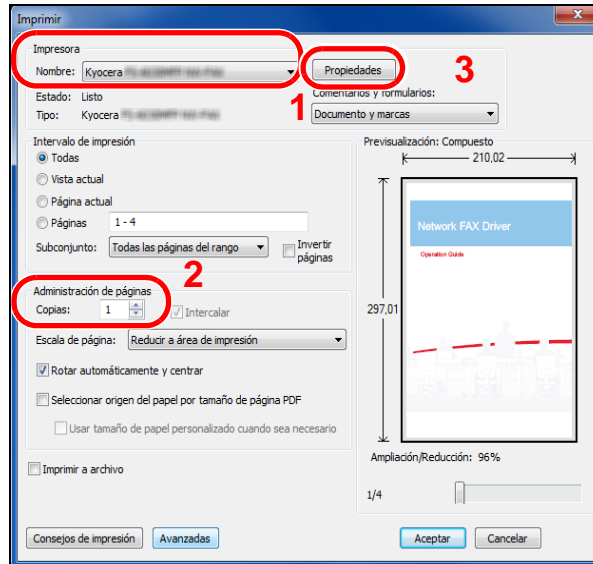 Imprimir
Impresora
Nombre: Kyocera
Propiedades
3
Estado: Listo
1
Comentarios y formularios:
Tipo: Kyocera
Documento y marcas
Intervalo de impresión
Todas
Vista actual
Página actual
Páginas 1 - 4
Subconjunto: Todas las páginas del rango
Invertir
páginas
2
Administración de páginas
Copias: 1
Intercalar
Escala de página: Reducir a área de impresión
Rotar automáticamente y centrar
Seleccionar origen del papel por tamaño de página PDF
Usar tamaño de papel personalizado cuando sea necesario
Imprimir a archivo
Previsualización: Compuesto
210,02
Network FAX Driver
Operation Guide
297,01
Ampliación/Reducción: 96%
1/4
Consejos de impresión
Avanzadas
Aceptar
Cancelar